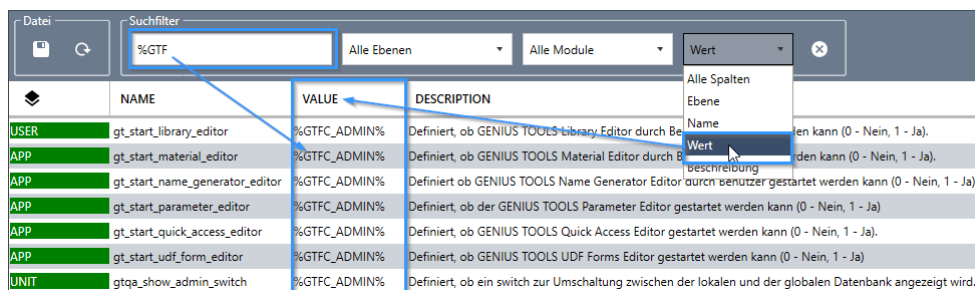 Datei
Suchfilter
%GTF
Alle Ebenen
Alle Module
Wert
Alle Spalten
Ebene
Name
Wert
Beschreibung
NAME VALUE DESCRIPTION
USER gt_start_library_editor %GTFC_ADMIN% Definiert, ob GENIUS TOOLS Library Editor durch Be den kann (0 - Nein, 1 - Ja).
APP gt_start_material_editor %GTFC_ADMIN% Definiert, ob GENIUS TOOLS Material Editor durch B rden kann (0 - Nein, 1 - Ja).
APP gt_start_name_generator_editor %GTFC_ADMIN% Definiert ob GENIUS TOOLS Name Generator Editor durch Benutzer gestartet werden kann (0 - Nein, 1 - Ja)
APP gt_start_parameter_editor %GTFC_ADMIN% Definiert, ob der GENIUS TOOLS Parameter Editor gestartet werden kann (0 - Nein, 1 - Ja)
APP gt_start_quick_access_editor %GTFC_ADMIN% Definiert, ob GENIUS TOOLS Quick Access Editor gestartet werden kann (0 - Nein, 1 - Ja).
APP gt_start_udf_form_editor %GTFC_ADMIN% Definiert, ob GENIUS TOOLS UDF Forms Editor gestartet werden kann (0 - Nein, 1 - Ja)
UNIT gtqa_show_admin_switch %GTFC_ADMIN% Definiert, ob ein switch zur Umschaltung zwischen der lokalen und der globalen Datenbank angezeigt wird.